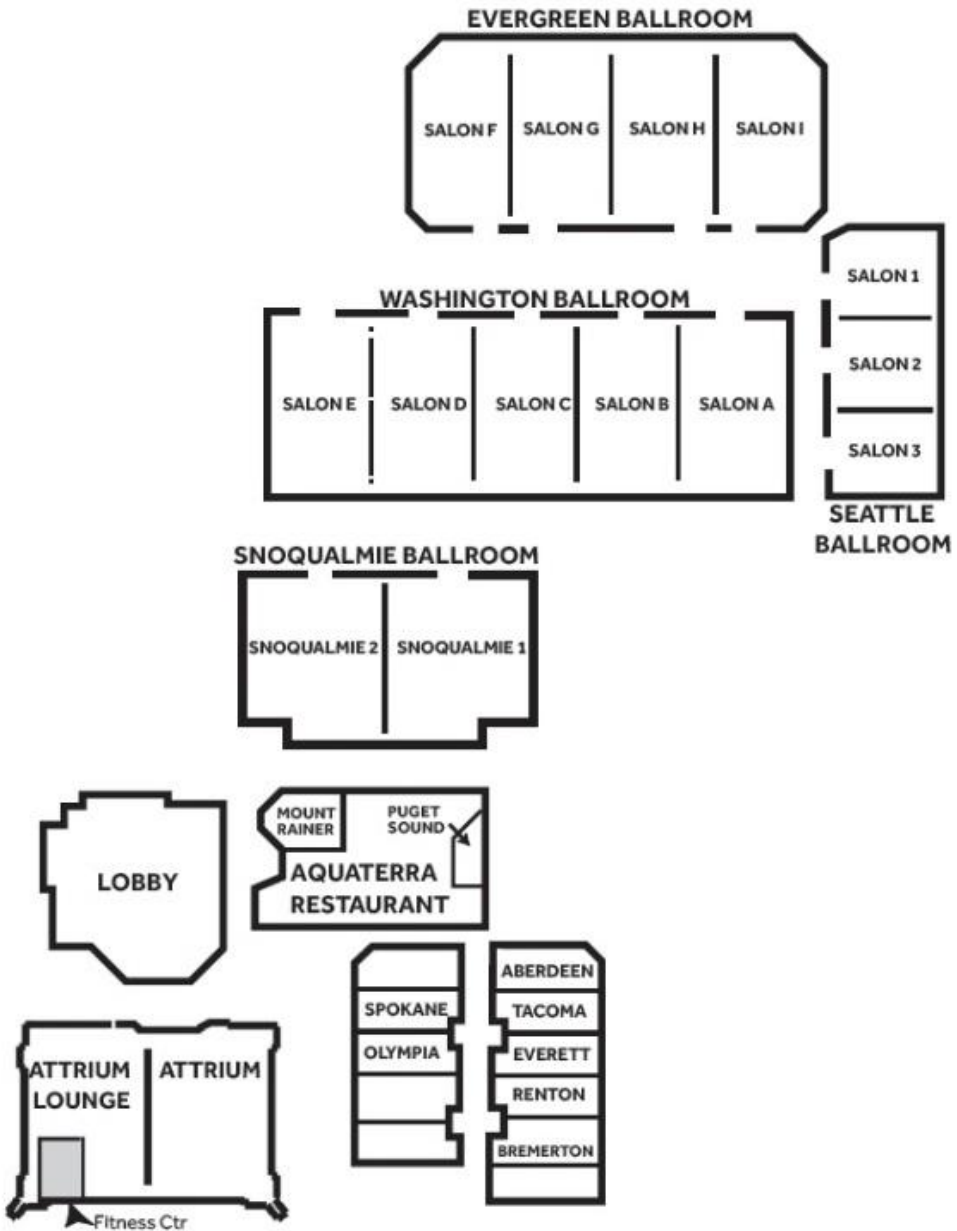 EVERGREEN BALLROOM
SALON F
SALON G
SALON H
SALON I
SALON 1
SALON 2
SALON 3
SEATTLE
BALLROOM
WASHINGTON BALLROOM
SALON E
SALON D
SALON C
SALON B
SALON A
SNOQUALMIE BALLROOM
SNOQUALMIE 2
SNOQUALMIE 1
LOBBY
MOUNT
RAINER
PUGET
SOUND
AQUATERRA
RESTAURANT
SPOKANE
OLYMPIA
ABERDEEN
TACOMA
EVERETT
RENTON
BREMERTON
ATTRIUM
LOUNGE
ATTRIUM
Fitness Ctr